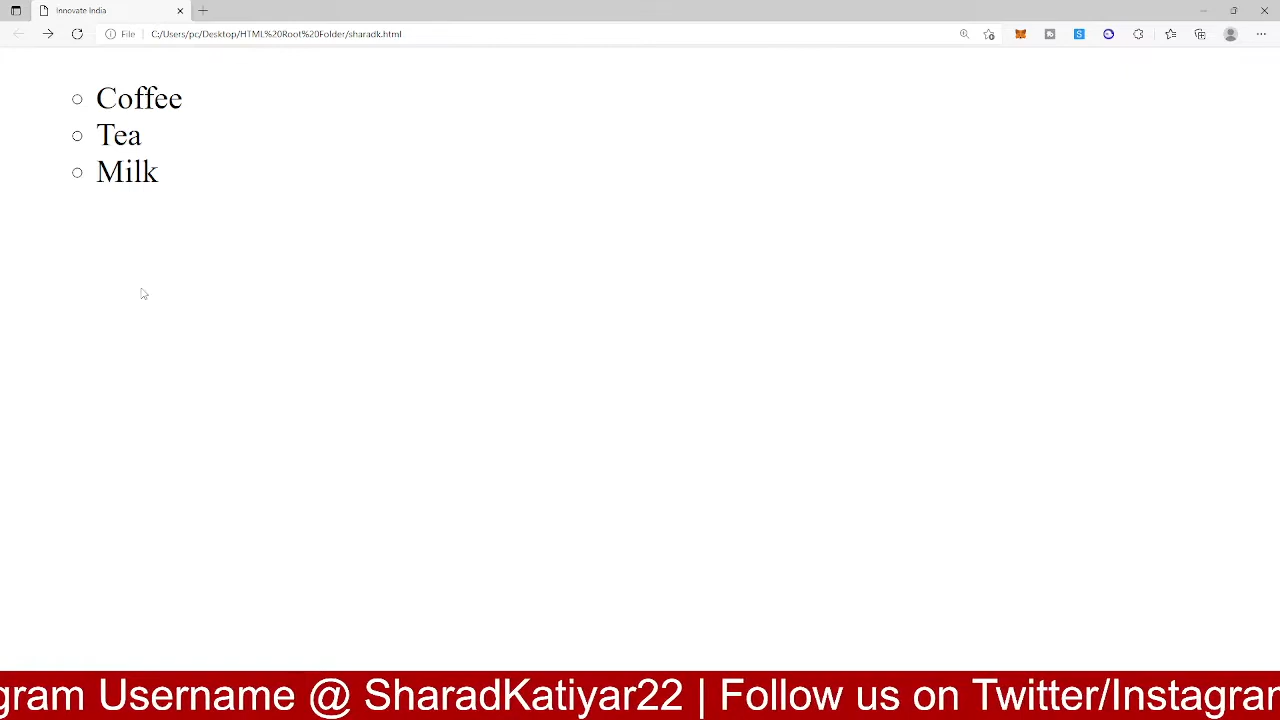 Innovate India
File
C:/Users/pc/Desktop/HTML%20Root%20Folder/sharadk.html
Coffee
Tea
Milk
gram Username @ SharadKatiyar22 | Follow us on Twitter/Instagram